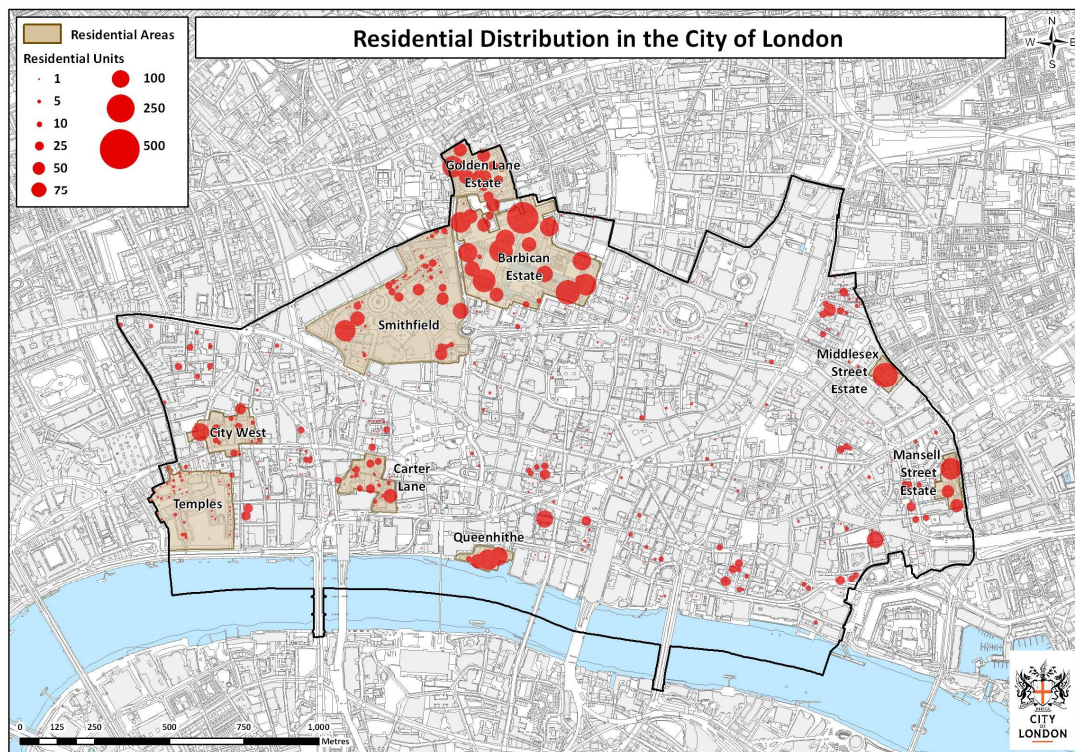 Residential Distribution in the City of London
Residential Areas
Residential Units
1
5
10
25
50
75
100
250
500
N
W
E
S
Golden Lane
Estate
Barbican
Estate
Smithfield
Middlesex
Street
Estate
City West
Carter
Lane
Mansell
Street
Estate
Temples
Queenhithe
0
125
250
500
750
1,000
Metres
CITY
OF
LONDON